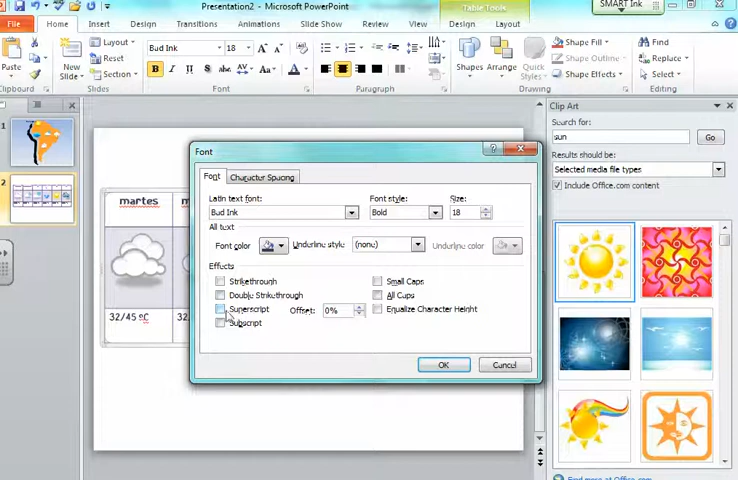 Presentation2 - Microsoft PowerPoint
Table Tools
SMART Ink
File Home Insert Design Transitions Animations Slide Show Review View Design Layout
Paste
New Slide
Layout
Reset
Section
Bud Ink 18
B I U S abc AV Aa A
Shapes Arrange Quick Styles
Shape Fill
Shape Outline
Shape Effects
Find
Replace
Select
Clipboard Slides Font Paragraph Drawing Editing
1
2
martes
m
32/45 ºC
32
Font
Font Character Spacing
Latin text font: Font style: Size:
Bud Ink Bold 18
All text
Font color Underline style (none) Underline color
Effects
Strikethrough Small Caps
Double Strikethrough All Caps
Superscript Offset: 0% Equalize Character Height
Subscript
OK Cancel
Clip Art
Search for:
sun Go
Results should be:
Selected media file types
Include Office.com content
Find more at Office.com